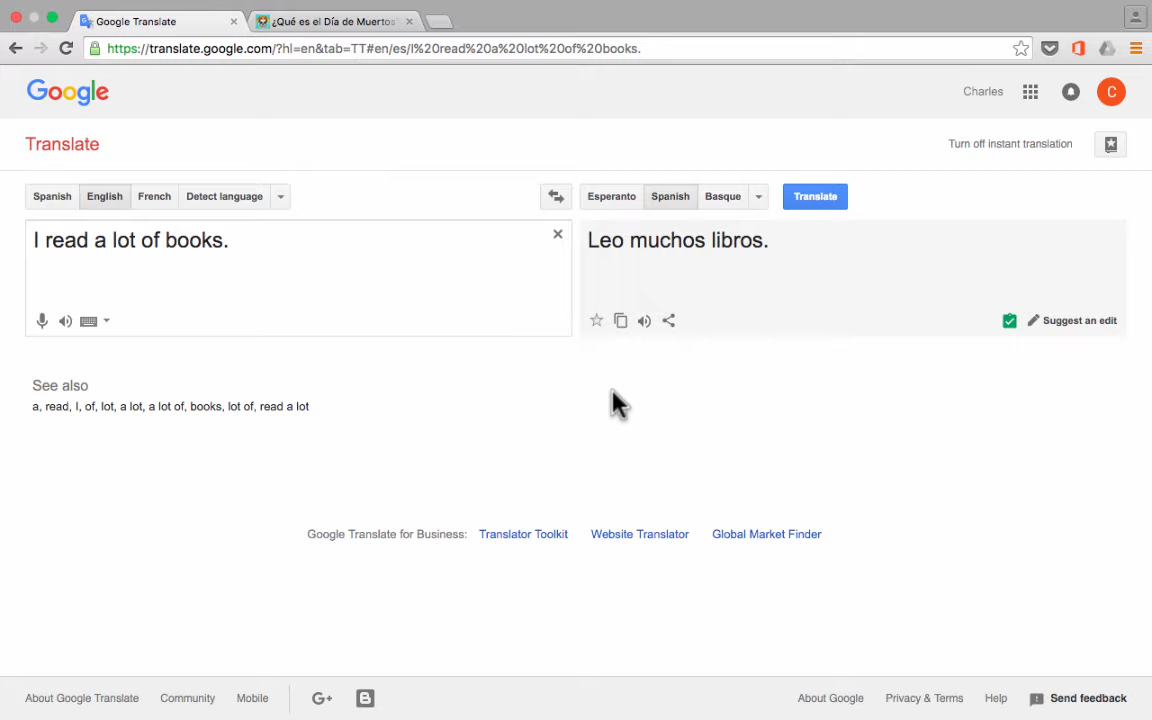 Google Translate
¿Qué es el Día de Muertos
https://translate.google.com/?hl=en&tab=TT#en/es/I%20read%20a%20lot%20of%20books.
Google
Charles
C
Translate
Turn off instant translation
Spanish English French Detect language
Esperanto Spanish Basque Translate
I read a lot of books.
Leo muchos libros.
Suggest an edit
See also
a, read, I, of, lot, a lot, a lot of, books, lot of, read a lot
Google Translate for Business: Translator Toolkit Website Translator Global Market Finder
About Google Translate Community Mobile G+ B About Google Privacy & Terms Help Send feedback